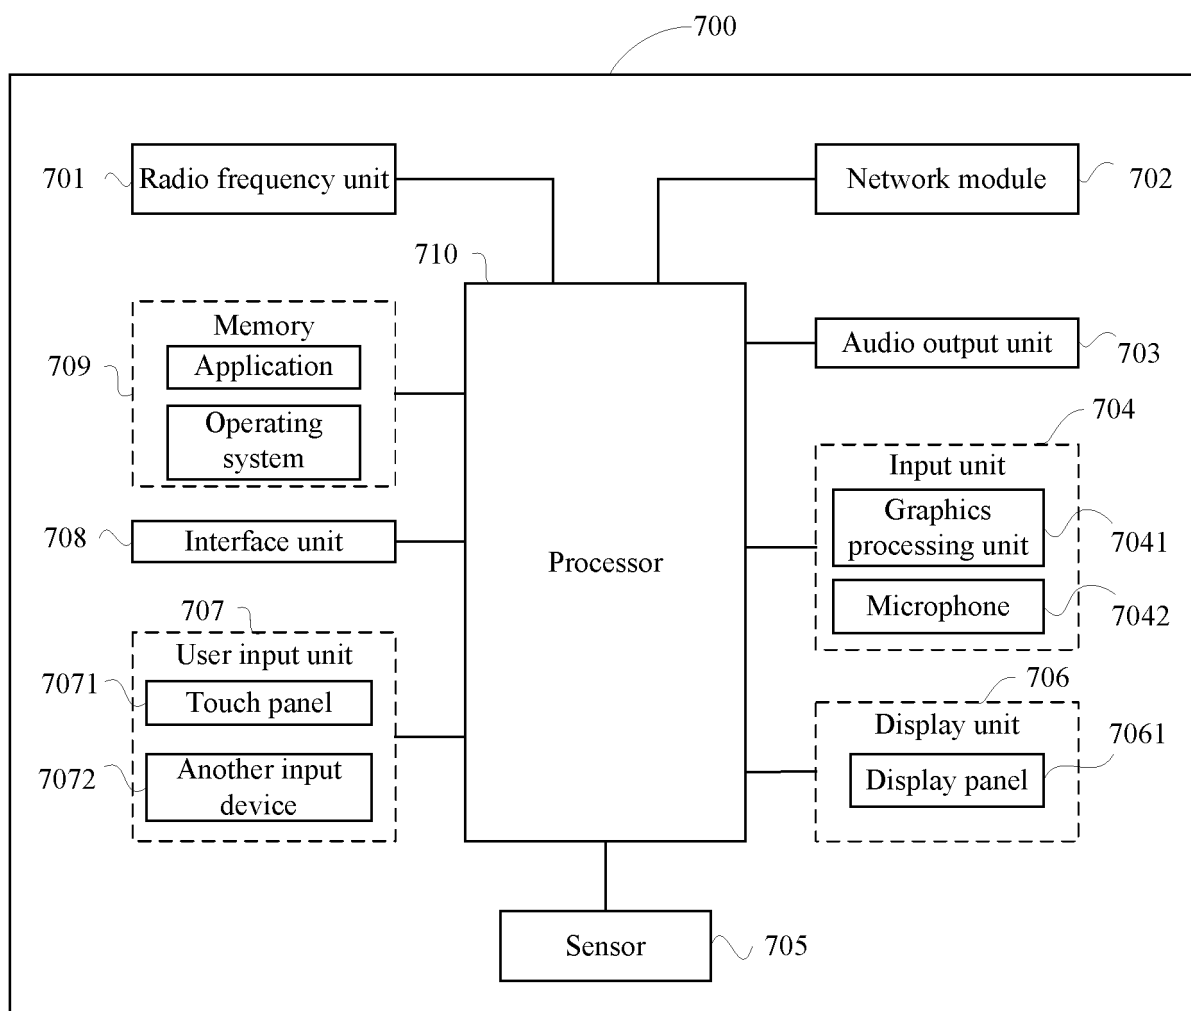 700
701
Radio frequency unit
Network module
702
710
Memory
709
Application
Operating
system
Audio output unit
703
704
Input unit
Graphics
processing unit
7041
Microphone
7042
708
Interface unit
Processor
707
User input unit
7071
Touch panel
7072
Another input
device
706
Display unit
7061
Display panel
Sensor
705